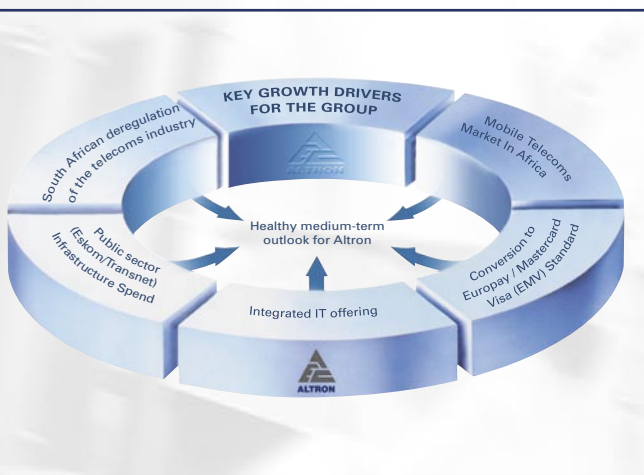 KEY GROWTH DRIVERS
FOR THE GROUP
ALTRON
Mobile Telecoms
Market In Africa
Conversion to
Europay / Mastercard
Visa (EMV) Standard
Integrated IT offering
ALTRON
Public sector
(Eskom/Transnet)
Infrastructure Spend
South African deregulation
of the telecoms industry
Healthy medium-term
outlook for Altron